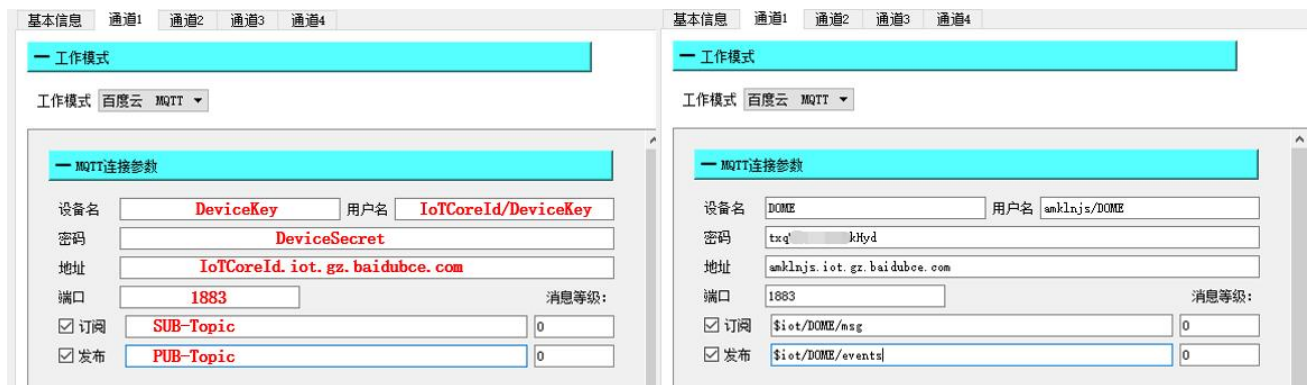 基本信息 通道1 通道2 通道3 通道4
一 工作模式
工作模式 百度云 MQTT
一 MQTT连接参数
设备名 DeviceKey 用户名 IoTCoreId/DeviceKey
密码 DeviceSecret
地址 IoTCoreId.iot.gz.baidubce.com
端口 1883 消息等级:
订阅 SUB-Topic 0
发布 PUB-Topic 0
基本信息 通道1 通道2 通道3 通道4
一 工作模式
工作模式 百度云 MQTT
一 MQTT连接参数
设备名 DOME 用户名 amklnjs/DOME
密码 txq kHyd
地址 amklnjs.iot.gz.baidubce.com
端口 1883 消息等级:
订阅 $iot/DOME/msg 0
发布 $iot/DOME/events 0